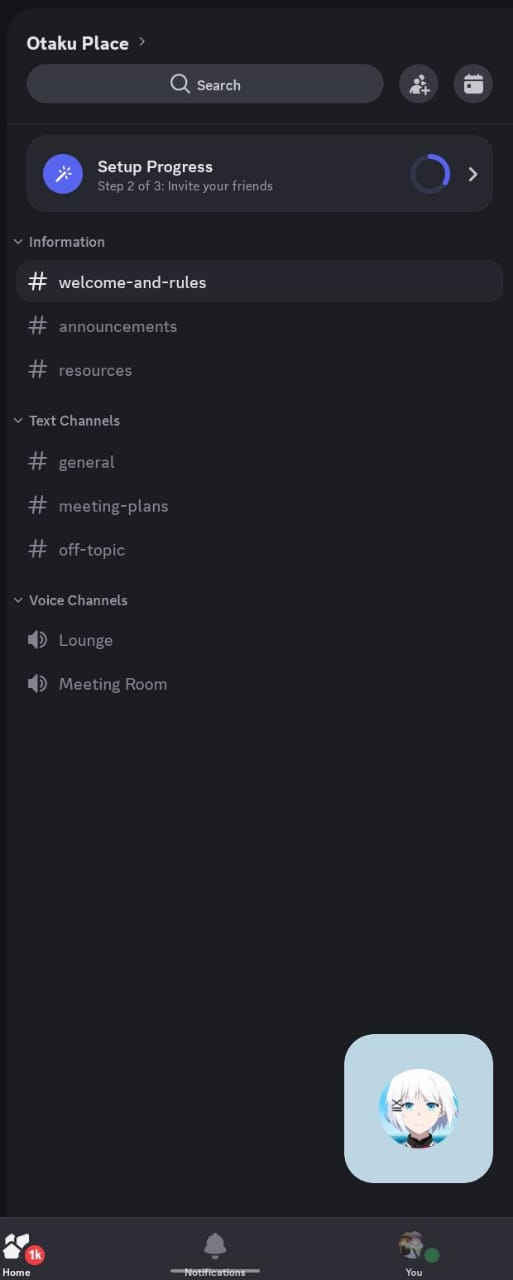 Otaku Place
Search
Setup Progress
Step 2 of 3: Invite your friends
Information
welcome-and-rules
announcements
resources
Text Channels
general
meeting-plans
off-topic
Voice Channels
Lounge
Meeting Room
1k
Home
Notifications
You